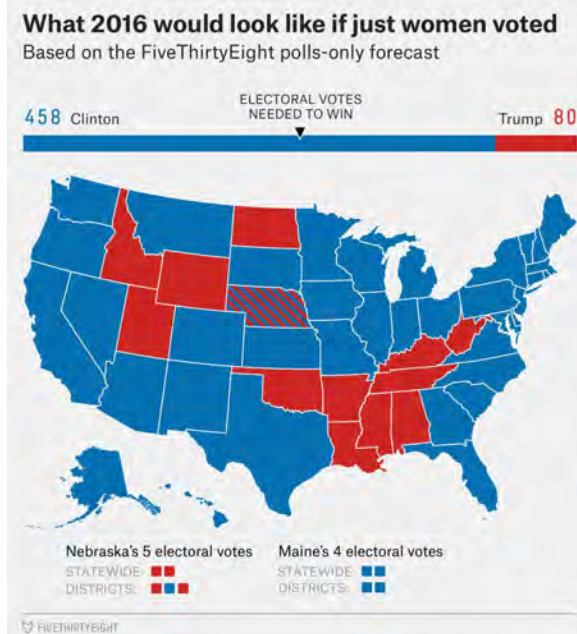 What 2016 would look like if just women voted
Based on the FiveThirtyEight polls-only forecast
ELECTORAL VOTES
NEEDED TO WIN
458 Clinton
Trump 80
Nebraska's 5 electoral votes
STATEWIDE:
DISTRICTS:
Maine's 4 electoral votes
STATEWIDE:
DISTRICTS:
FIVETHIRTYEIGHT